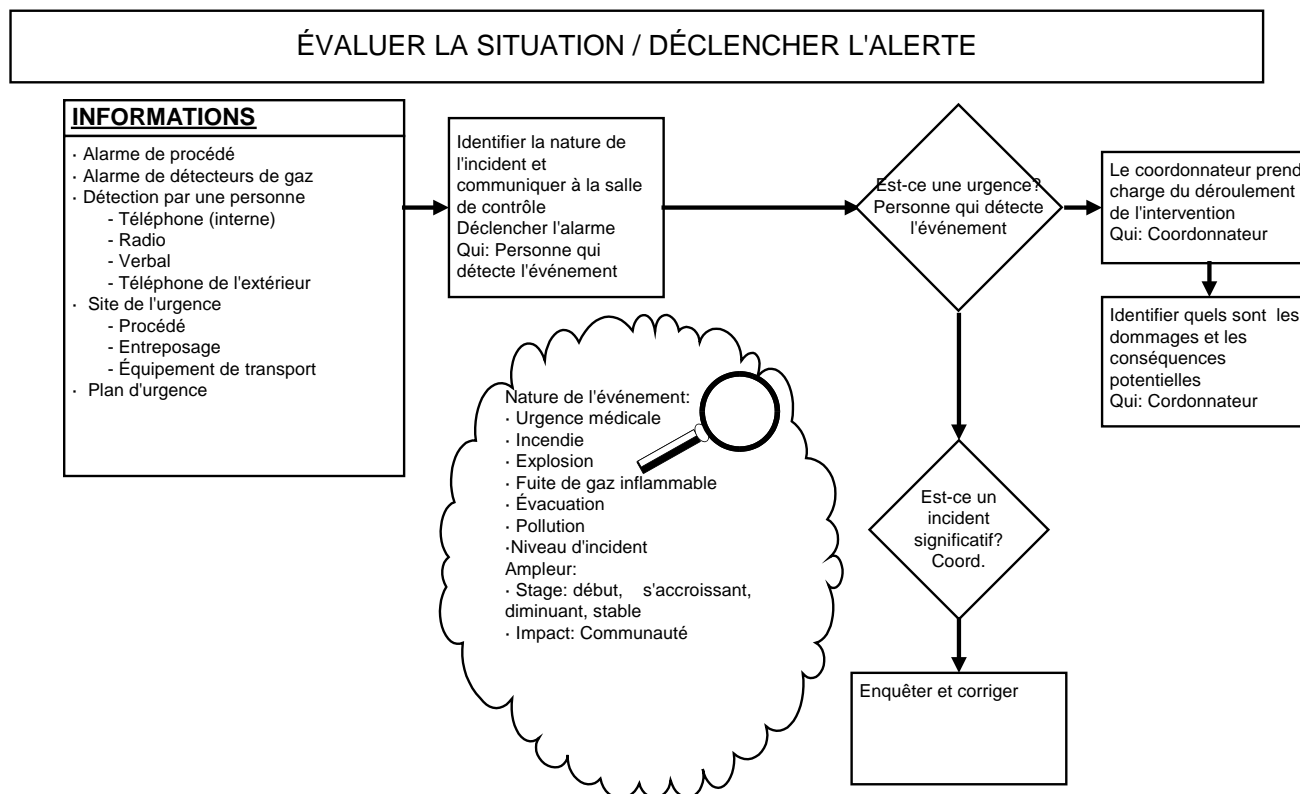 ÉVALUER LA SITUATION / DÉCLENCHER L'ALERTE
INFORMATIONS
· Alarme de procédé
· Alarme de détecteurs de gaz
· Détection par une personne
- Téléphone (interne)
- Radio
- Verbal
- Téléphone de l'extérieur
· Site de l'urgence
- Procédé
- Entreposage
- Équipement de transport
· Plan d'urgence
Identifier la nature de
l'incident et
communiquer à la salle
de contrôle
Déclencher l'alarme
Qui: Personne qui
détecte l'événement
Est-ce une urgence?
Personne qui détecte
l'événement
Le coordonnateur prend
charge du déroulement
de l'intervention
Qui: Coordonnateur
Identifier quels sont les
dommages et les
conséquences
potentielles
Qui: Cordonnateur
Nature de l'événement:
· Urgence médicale
· Incendie
· Explosion
· Fuite de gaz inflammable
· Évacuation
· Pollution
·Niveau d'incident
Ampleur:
· Stage: début, s'accroissant,
diminuant, stable
· Impact: Communauté
Est-ce un
incident
significatif?
Coord.
Enquêter et corriger